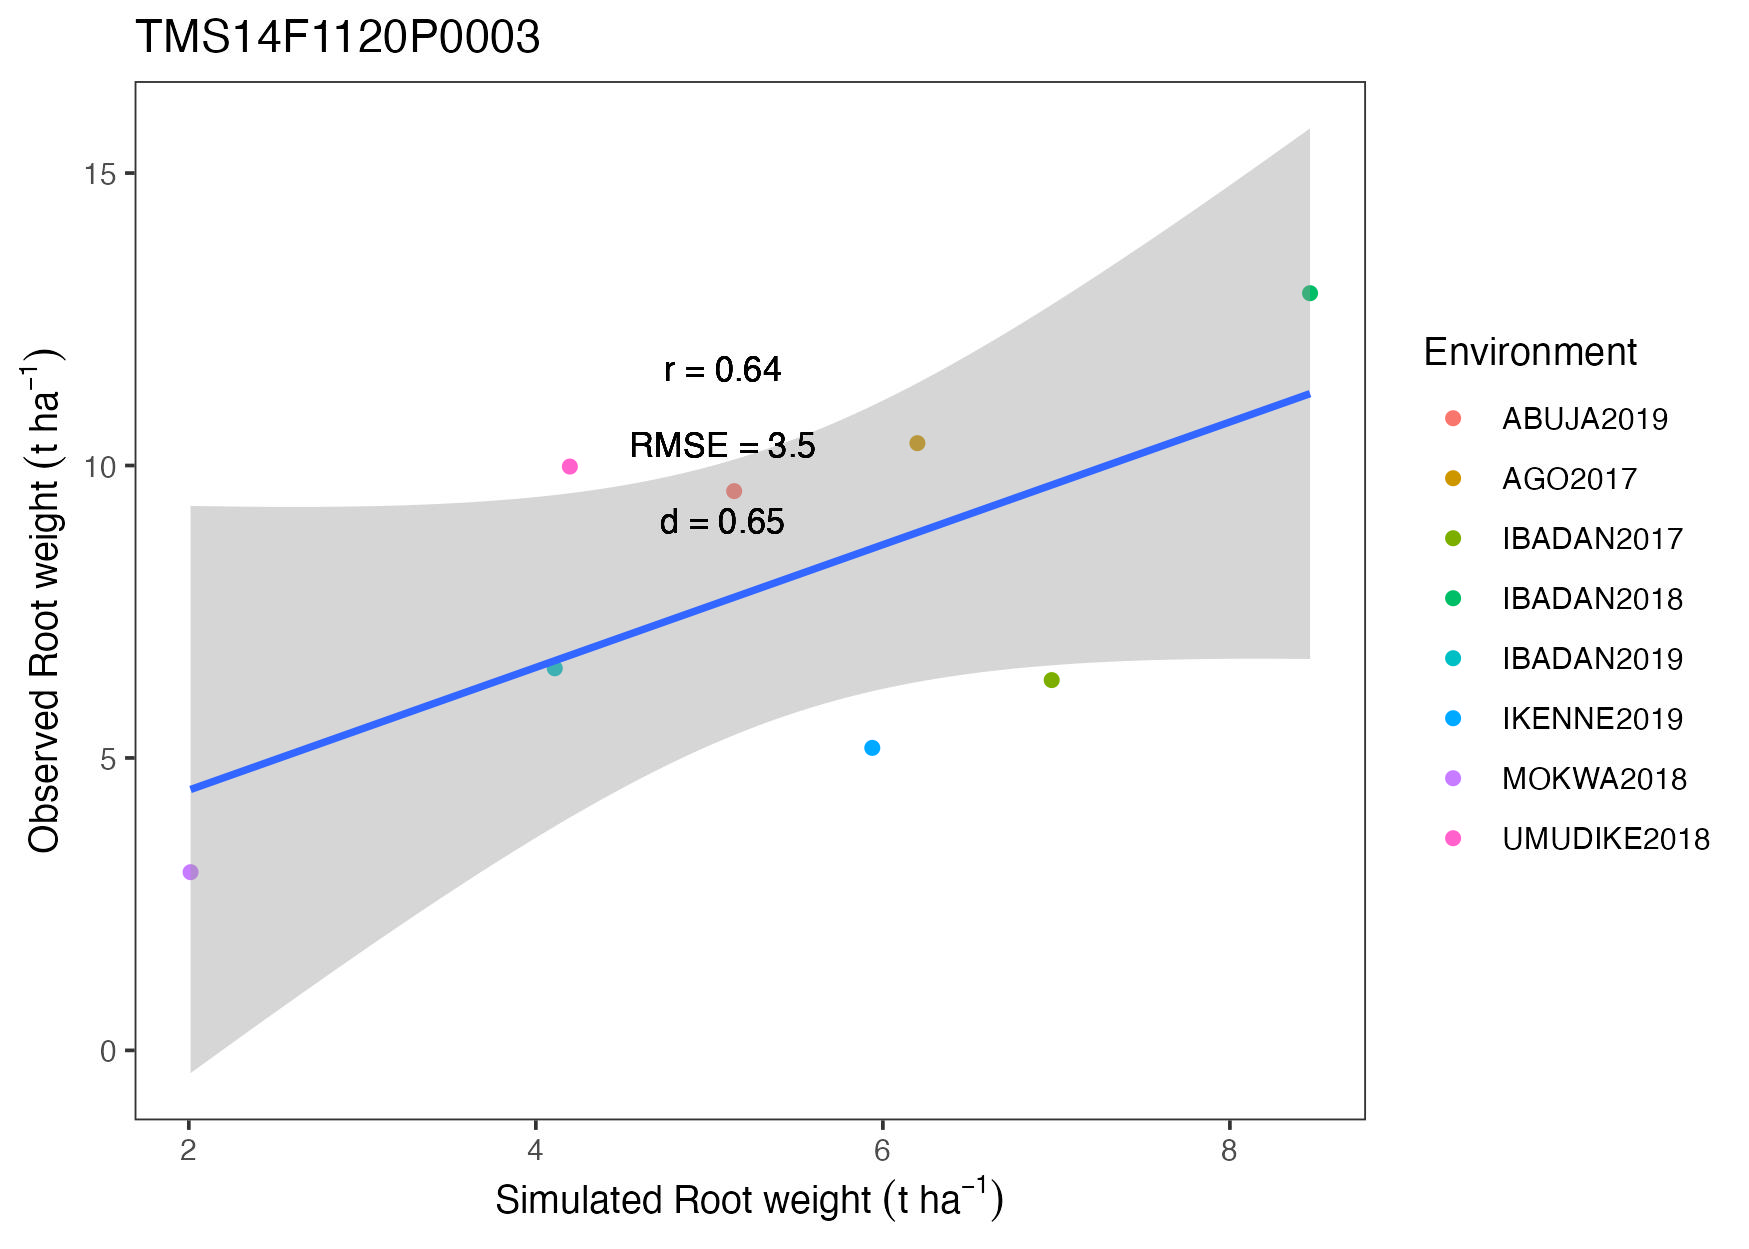 TMS14F1120P0003
15
10
5
0
2
4
6
8
Observed Root weight (t ha⁻¹)
Simulated Root weight (t ha⁻¹)
r = 0.64
RMSE = 3.5
d = 0.65
Environment
ABUJA2019
AGO2017
IBADAN2017
IBADAN2018
IBADAN2019
IKENNE2019
MOKWA2018
UMUDIKE2018